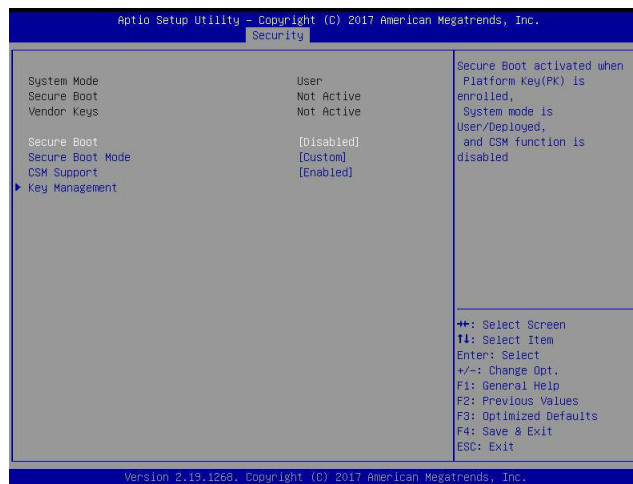 Aptio Setup Utility – Copyright (C) 2017 American Megatrends, Inc.
Security
System Mode User
Secure Boot Not Active
Vendor Keys Not Active
Secure Boot [Disabled]
Secure Boot Mode [Custom]
CSM Support [Enabled]
Key Management
Secure Boot activated when
Platform Key(PK) is
enrolled,
System mode is
User/Deployed,
and CSM function is
disabled
→←: Select Screen
↑↓: Select Item
Enter: Select
+/-: Change Opt.
F1: General Help
F2: Previous Values
F3: Optimized Defaults
F4: Save & Exit
ESC: Exit
Version 2.19.1268. Copyright (C) 2017 American Megatrends, Inc.